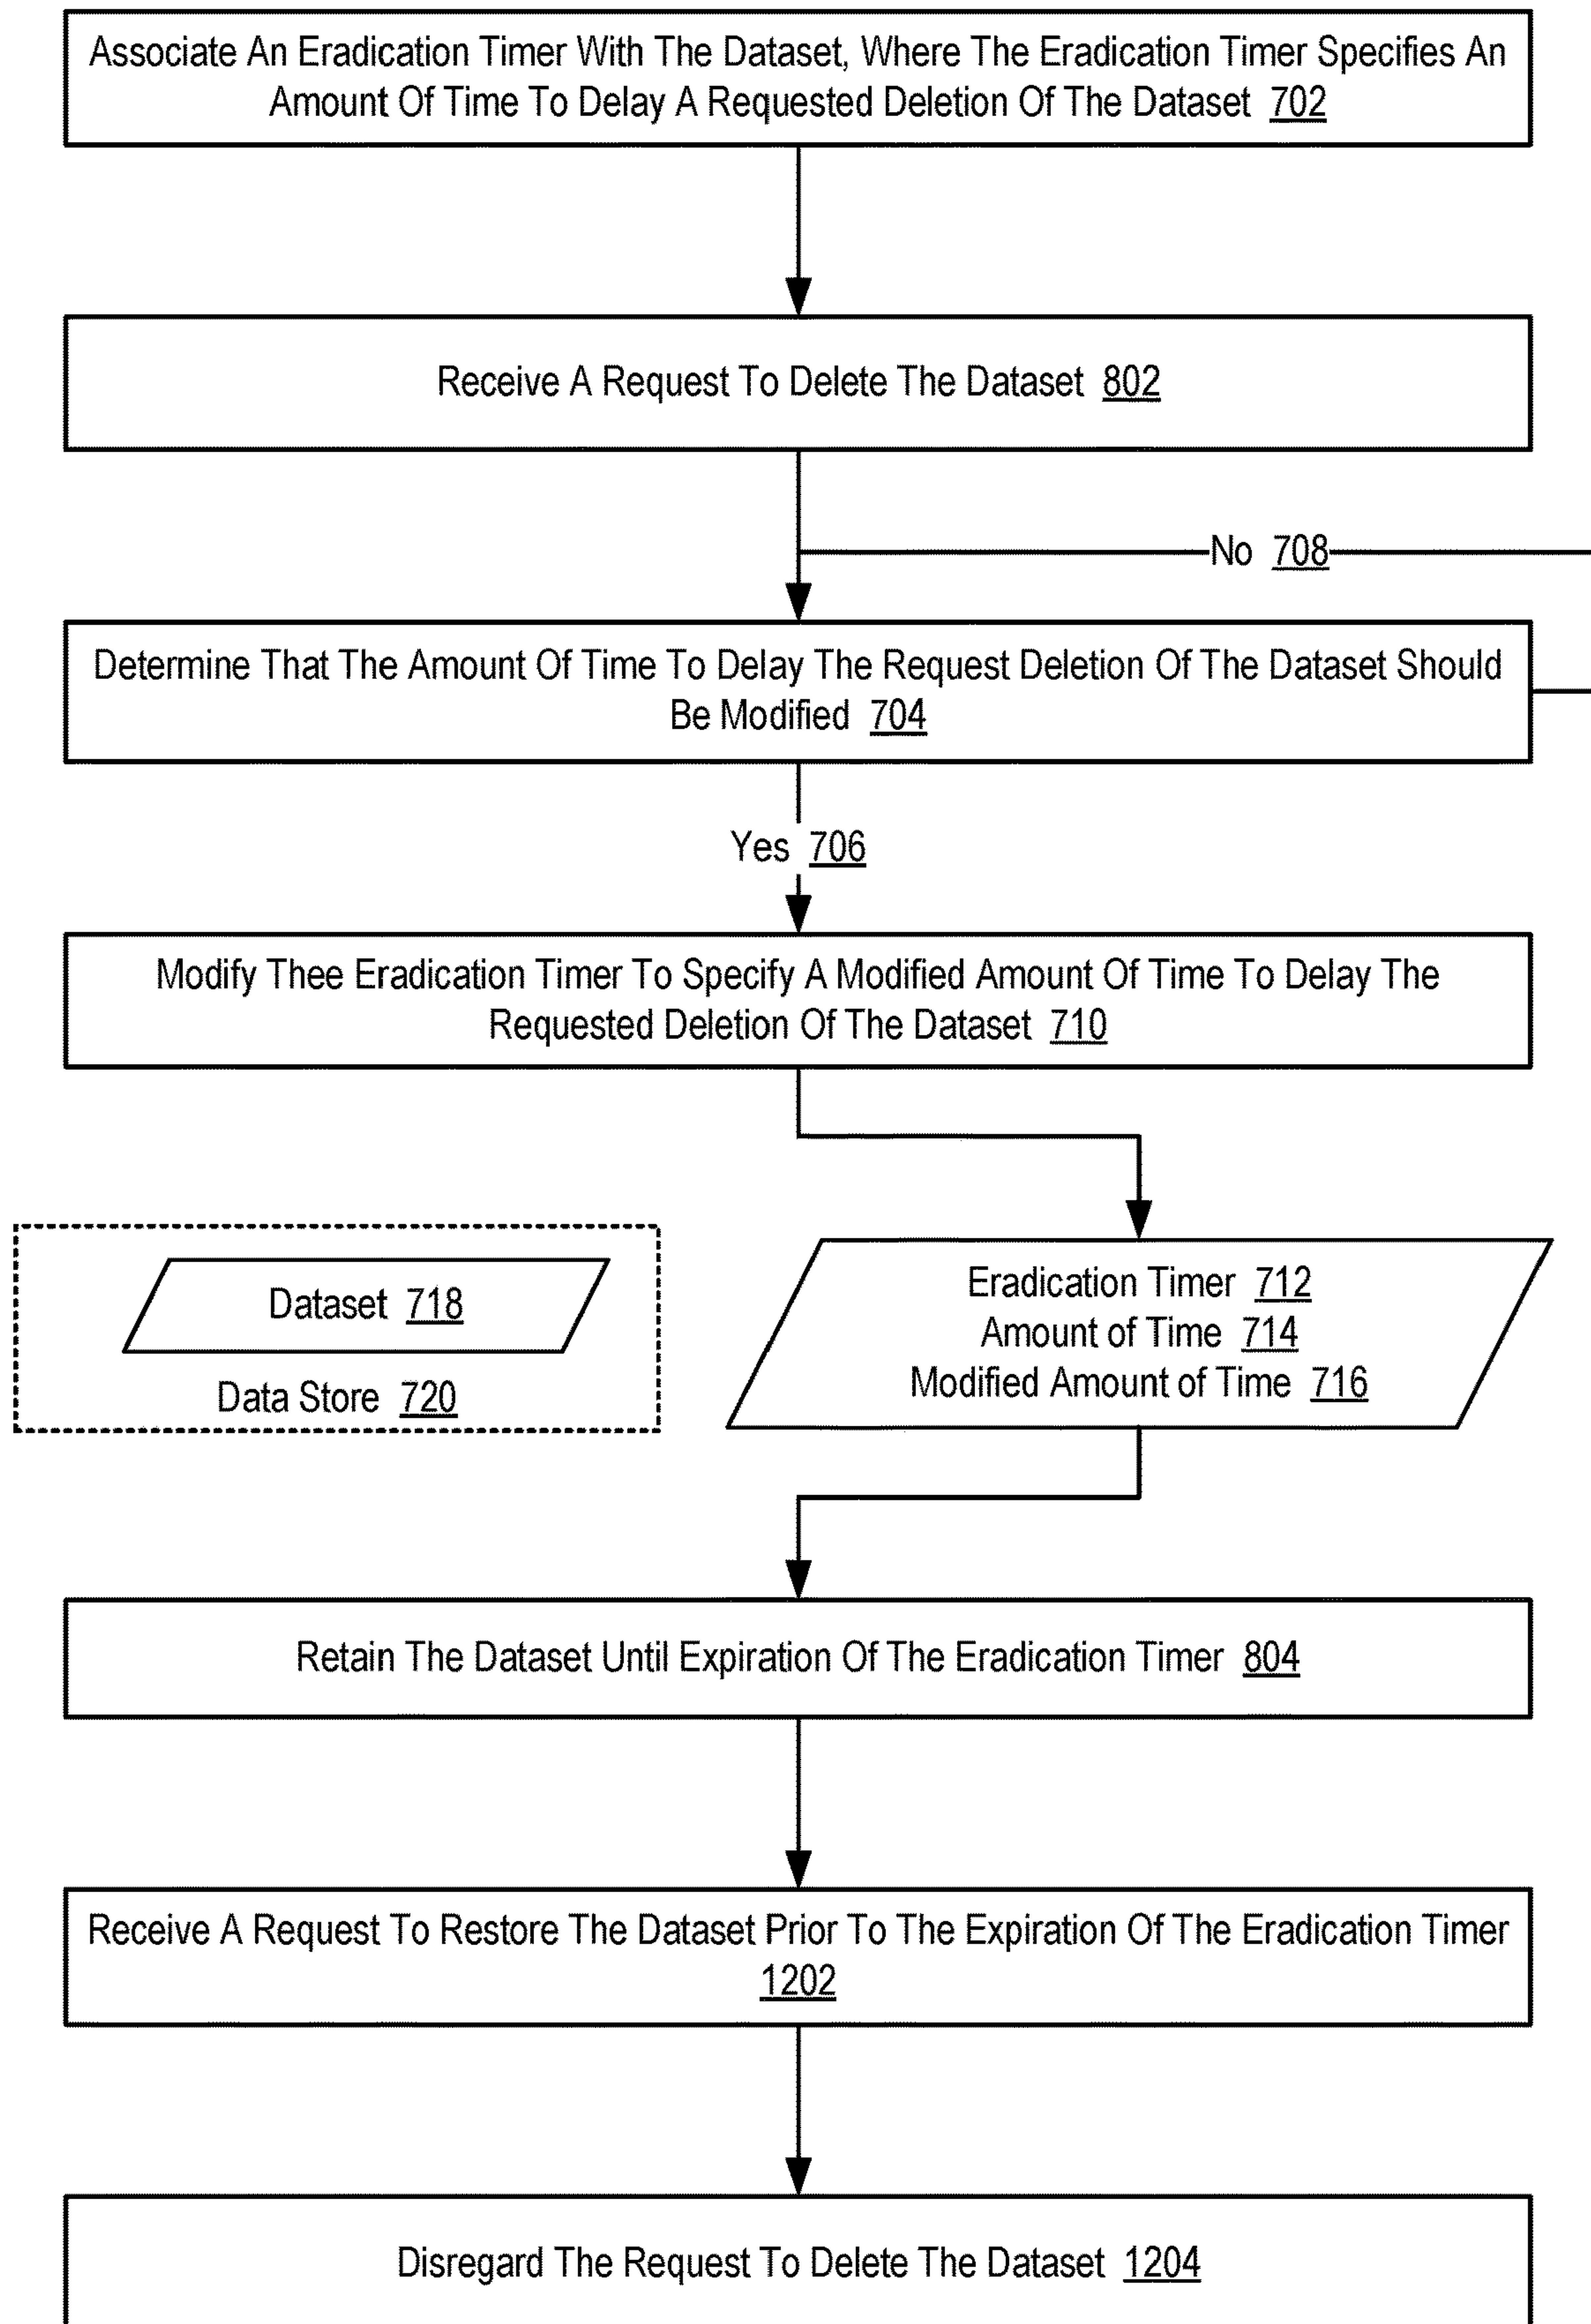 Associate An Eradication Timer With The Dataset, Where The Eradication Timer Specifies An
Amount Of Time To Delay A Requested Deletion Of The Dataset 702
Receive A Request To Delete The Dataset 802
No 708
Determine That The Amount Of Time To Delay The Request Deletion Of The Dataset Should
Be Modified 704
Yes 706
Modify Thee Eradication Timer To Specify A Modified Amount Of Time To Delay The
Requested Deletion Of The Dataset 710
Dataset 718
Data Store 720
Eradication Timer 712
Amount of Time 714
Modified Amount of Time 716
Retain The Dataset Until Expiration Of The Eradication Timer 804
Receive A Request To Restore The Dataset Prior To The Expiration Of The Eradication Timer
1202
Disregard The Request To Delete The Dataset 1204